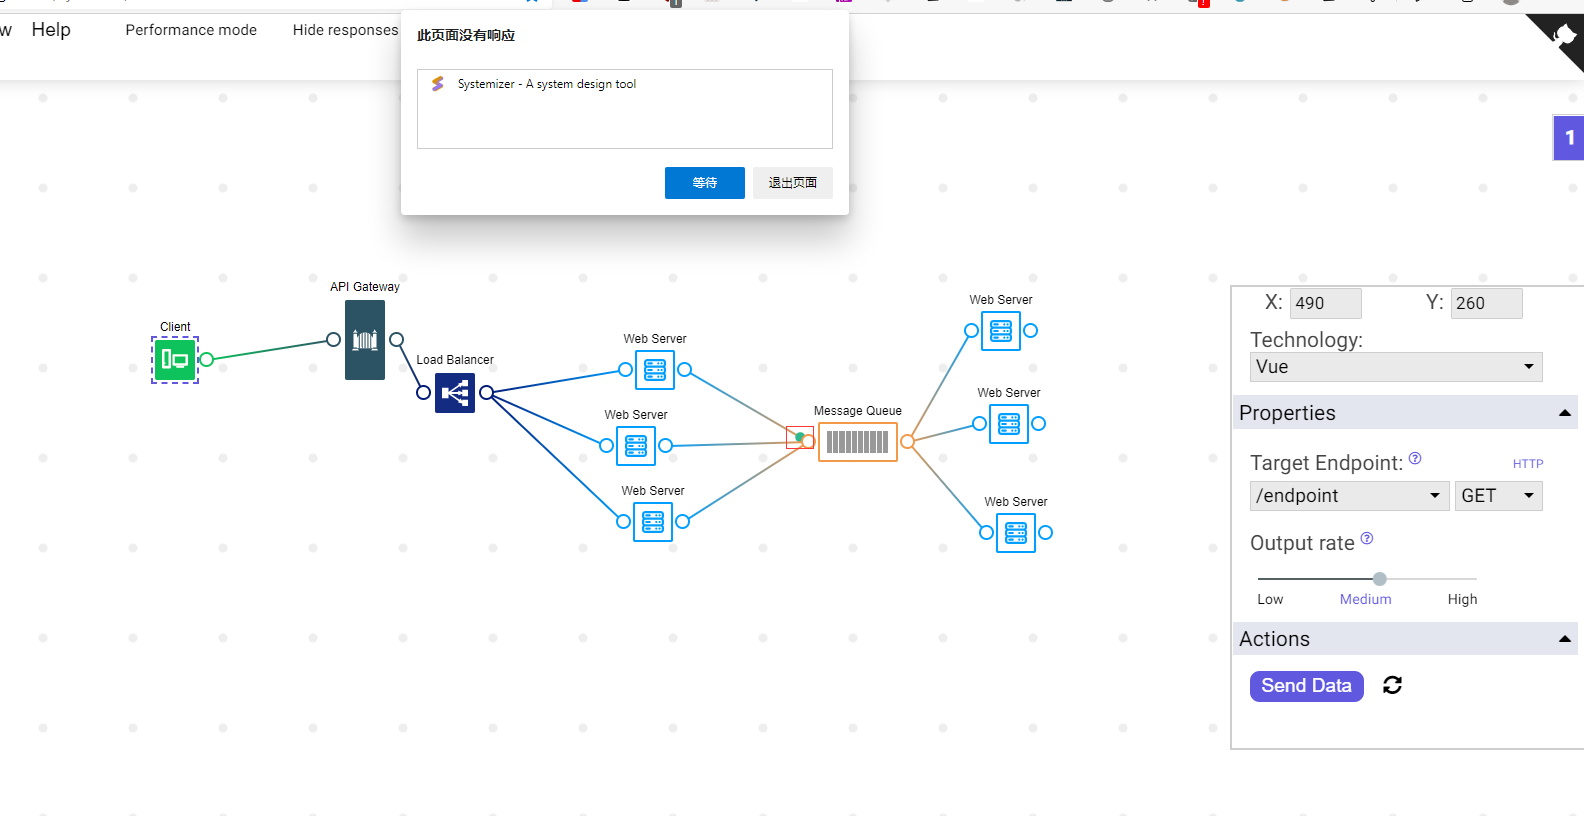 w Help Performance mode Hide responses
此页面没有响应
Systemizer - A system design tool
等待 退出页面
1
API Gateway
Client
Load Balancer
Web Server
Web Server
Web Server
Message Queue
Web Server
Web Server
Web Server
X: 490 Y: 260
Technology:
Vue
Properties
Target Endpoint: ? HTTP
/endpoint GET
Output rate ?
Low Medium High
Actions
Send Data